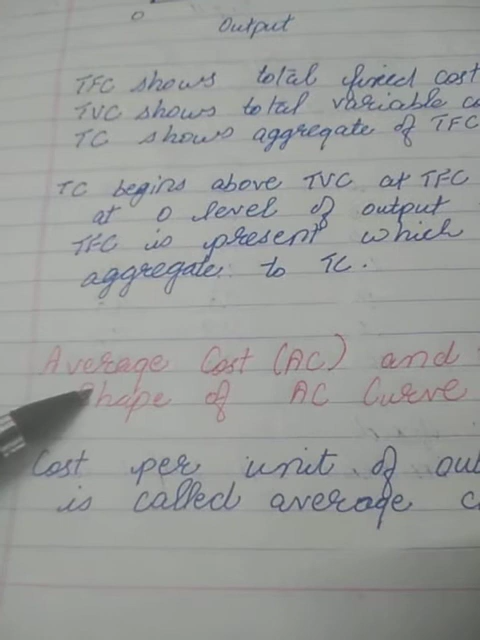 0
Output
TFC shows total fixed cost
TVC shows total variable
TC shows aggregate of TFC
TC begins above TVC at TFC
at 0 level of output
TFC is present which
aggregate to TC.
Average Cost (AC) and
Shape of AC Curve
Cost per unit of
is called average